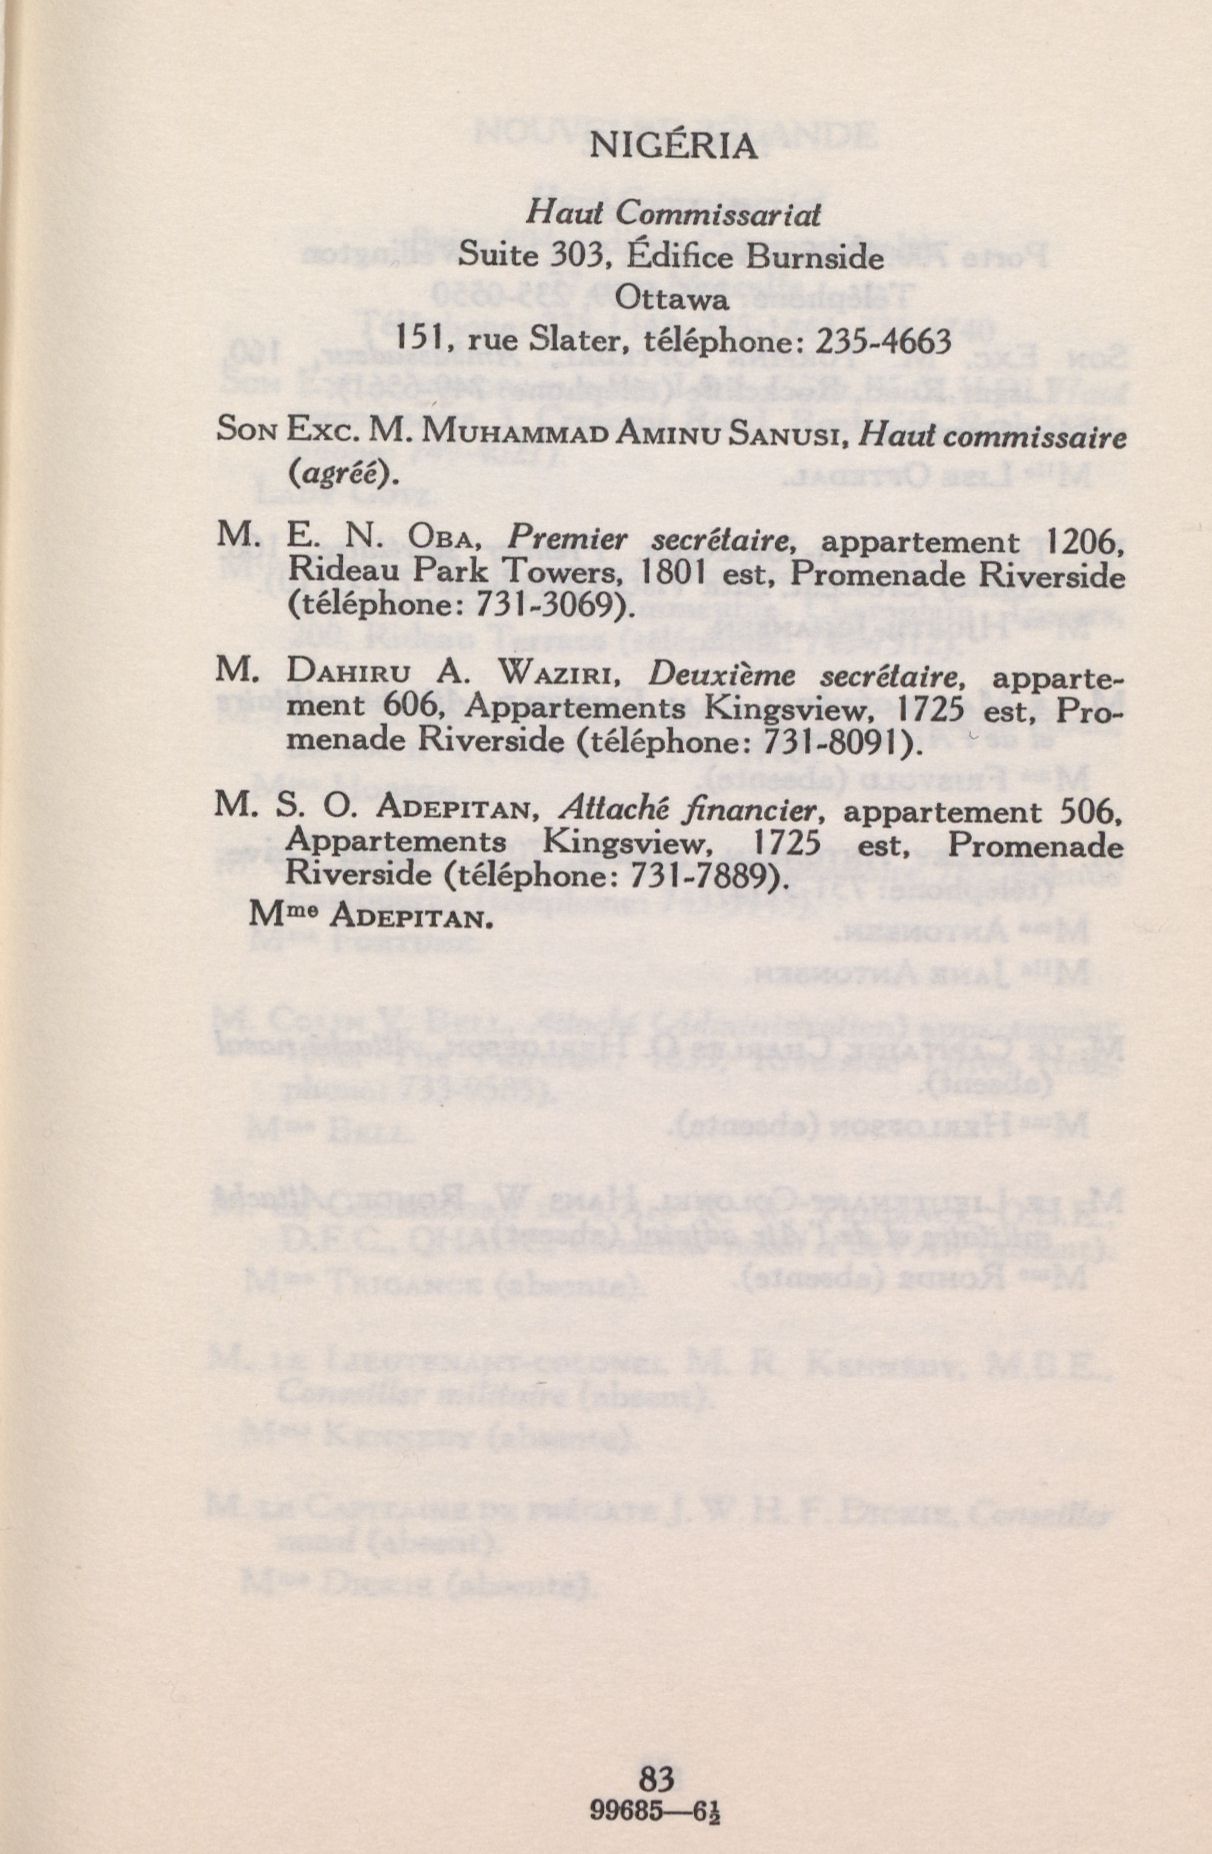 NIGÉRIA
Haut Commissariat
Suite 303, Édifice Burnside
Ottawa
151, rue Slater, téléphone: 235-4663
SON EXC. M. MUHAMMAD AMINU SANUSI, Haut commissaire
(agréé).
M. E. N. OBA, Premier secrétaire, appartement 1206,
Rideau Park Towers, 1801 est, Promenade Riverside
(téléphone: 731-3069).
M. DAHIRU A. WAZIRI, Deuxième secrétaire, apparte-
ment 606, Appartements Kingsview, 1725 est, Pro-
menade Riverside (téléphone: 731-8091).
M. S. O. ADEPITAN, Attaché financier, appartement 506,
Appartements Kingsview, 1725 est, Promenade
Riverside (téléphone: 731-7889).
Mme ADEPITAN.
83
99685—6½